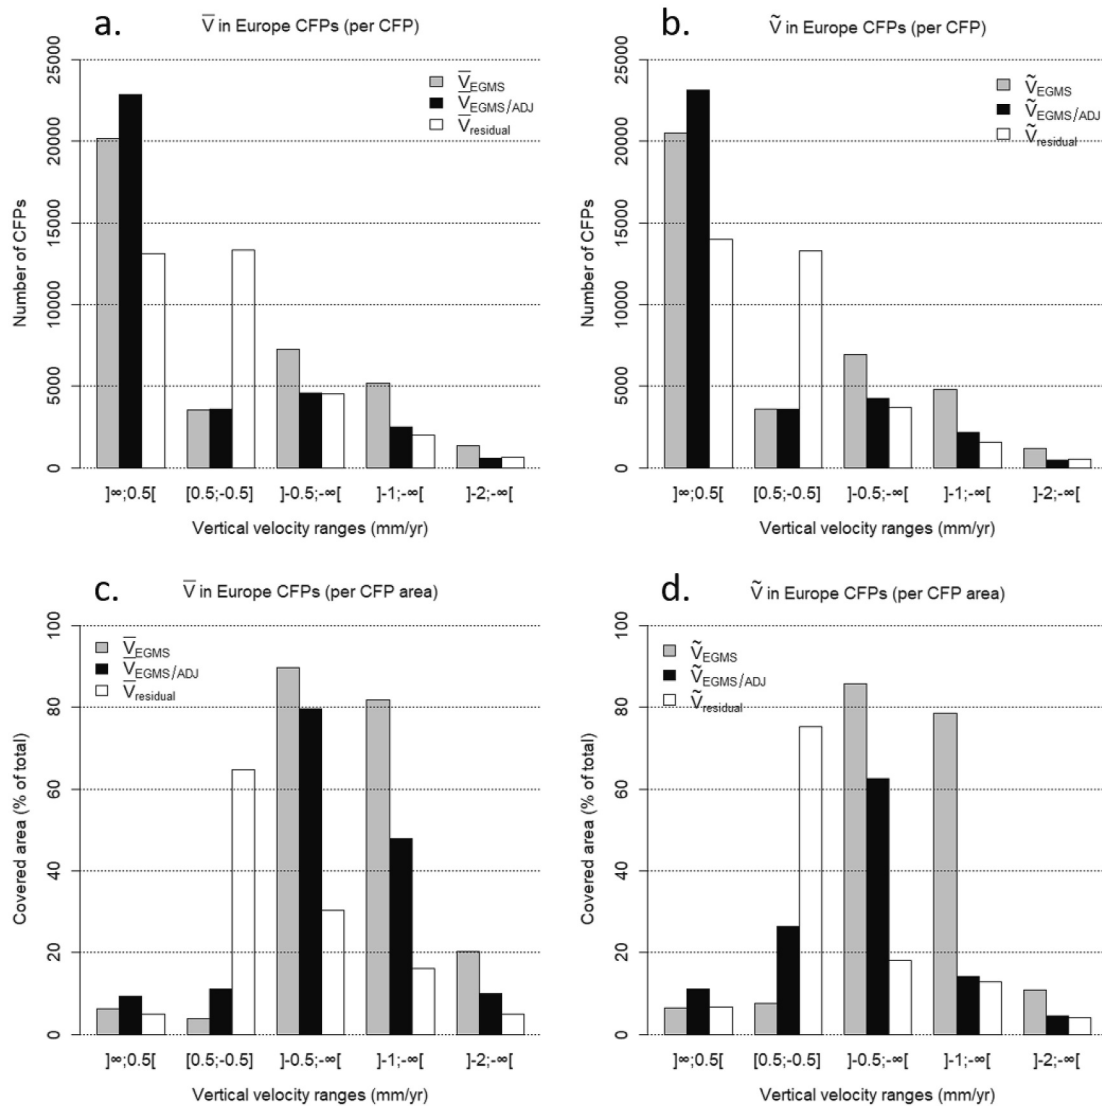 a.
V̅ in Europe CFPs (per CFP)
V̅EGMS
V̅EGMS/ADJ
V̅residual
Number of CFPs
25000
20000
15000
10000
5000
0
]∞;0.5[ [0.5;-0.5] ]-0.5;-∞[ ]-1;-∞[ ]-2;-∞[
Vertical velocity ranges (mm/yr)
b.
Ṽ in Europe CFPs (per CFP)
ṼEGMS
ṼEGMS/ADJ
Ṽresidual
Number of CFPs
25000
20000
15000
10000
5000
0
]∞;0.5[ [0.5;-0.5] ]-0.5;-∞[ ]-1;-∞[ ]-2;-∞[
Vertical velocity ranges (mm/yr)
c.
V̅ in Europe CFPs (per CFP area)
V̅EGMS
V̅EGMS/ADJ
V̅residual
Covered area (% of total)
100
80
60
40
20
0
]∞;0.5[ [0.5;-0.5] ]-0.5;-∞[ ]-1;-∞[ ]-2;-∞[
Vertical velocity ranges (mm/yr)
d.
Ṽ in Europe CFPs (per CFP area)
ṼEGMS
ṼEGMS/ADJ
Ṽresidual
Covered area (% of total)
100
80
60
40
20
0
]∞;0.5[ [0.5;-0.5] ]-0.5;-∞[ ]-1;-∞[ ]-2;-∞[
Vertical velocity ranges (mm/yr)